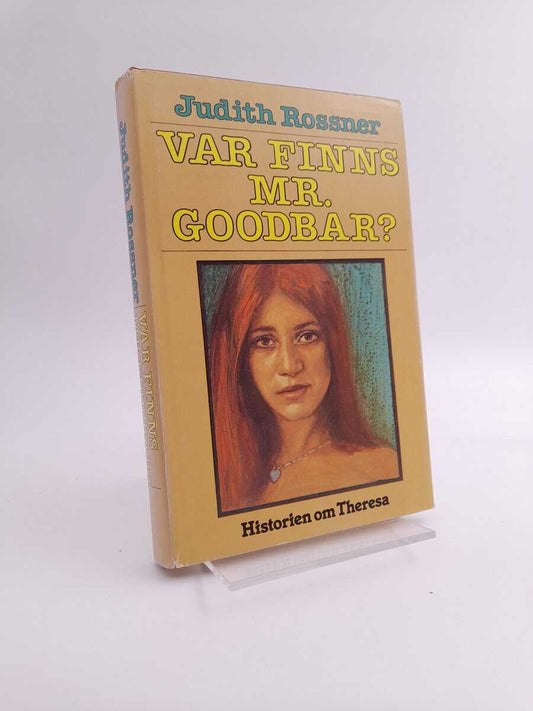 Judith Rossner
VAR FINNS
MR.
GOODBAR?
Historien om Theresa
Judith Rossner
VAR FINNS